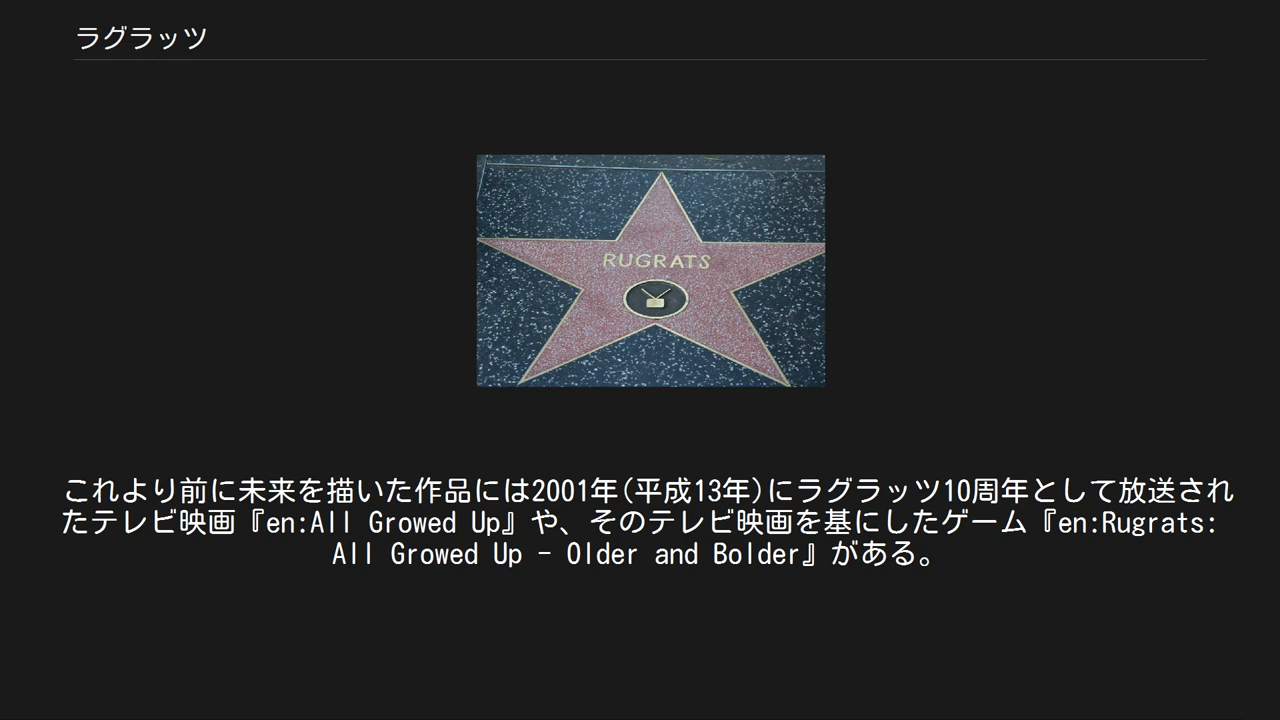 ラグラッツ
RUGRATS
これより前に未来を描いた作品には2001年(平成13年)にラグラッツ10周年として放送され
たテレビ映画『en:All Growed Up』や、そのテレビ映画を基にしたゲーム『en:Rugrats:
All Growed Up - Older and Bolder』がある。